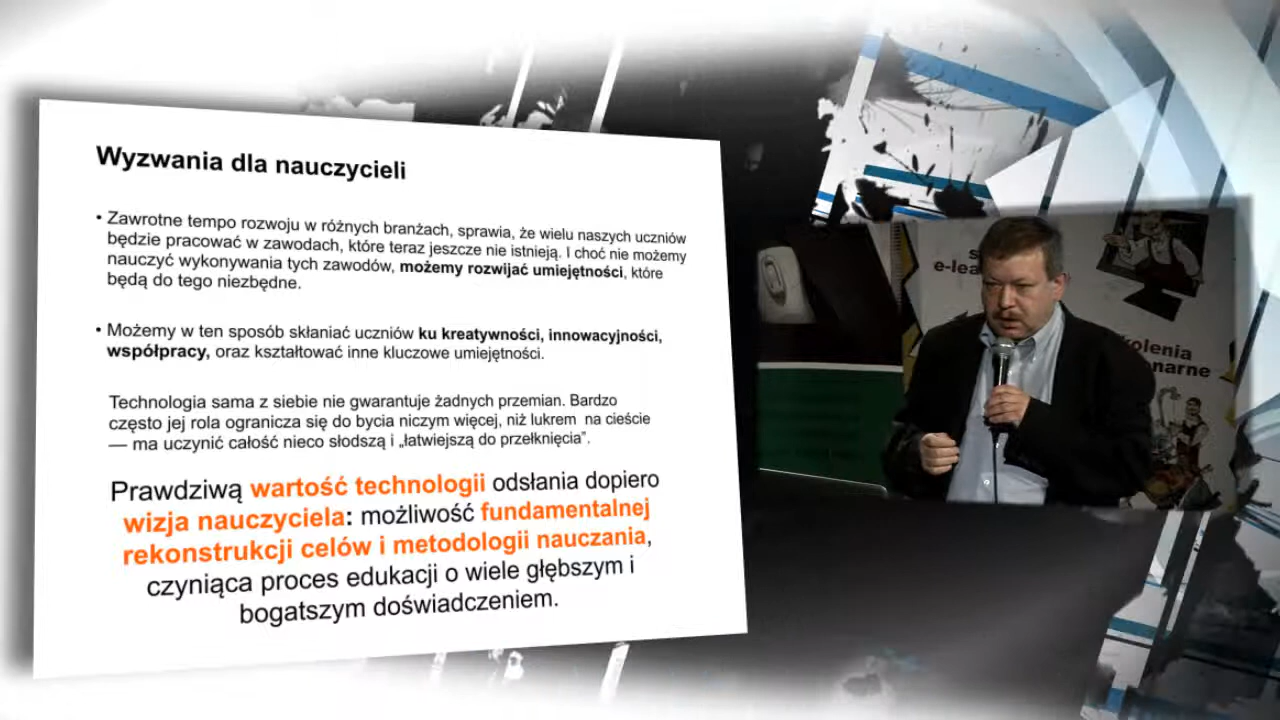 Wyzwania dla nauczycieli
• Zawrotne tempo rozwoju w różnych branżach, sprawia, że wielu naszych uczniów
będzie pracować w zawodach, które teraz jeszcze nie istnieją. I choć nie możemy
nauczyć wykonywania tych zawodów, możemy rozwijać umiejętności, które
będą do tego niezbędne.
• Możemy w ten sposób skłaniać uczniów ku kreatywności, innowacyjności,
współpracy, oraz kształtować inne kluczowe umiejętności.
Technologia sama z siebie nie gwarantuje żadnych przemian. Bardzo
często jej rola ogranicza się do bycia niczym więcej, niż lukrem na cieście
— ma uczynić całość nieco słodszą i „łatwiejszą do przełknięcia”.
Prawdziwą wartość technologii odsłania dopiero
wizja nauczyciela: możliwość fundamentalnej
rekonstrukcji celów i metodologii nauczania,
czyniąca proces edukacji o wiele głębszym i
bogatszym doświadczeniem.